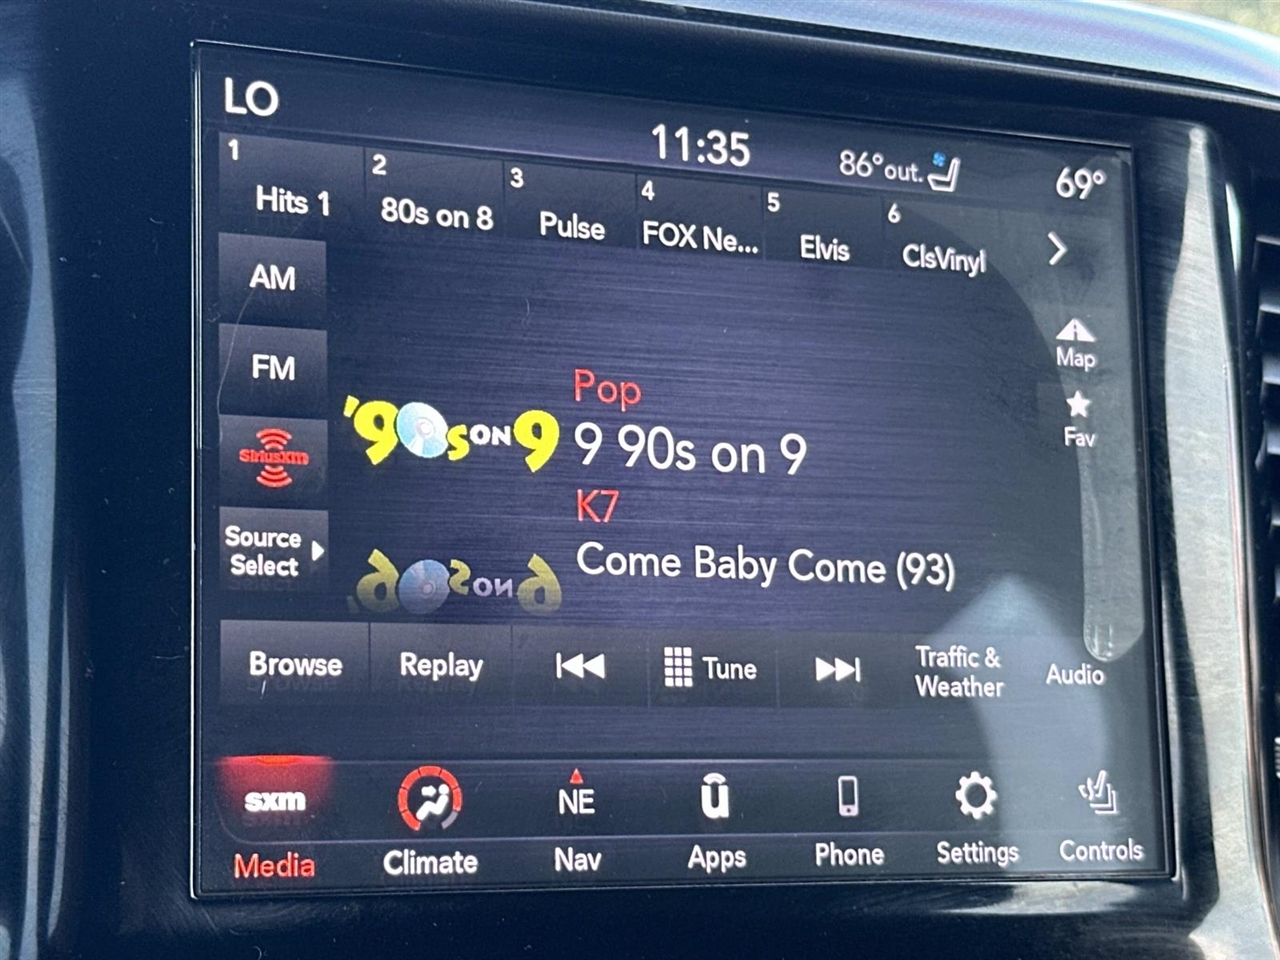 LO
11:35
86°out.
69°
1
Hits 1
2
80s on 8
3
Pulse
4
FOX Ne...
5
Elvis
6
ClsVinyl
AM
FM
SiriusXM
Source
Select
'90s ON 9
Pop
9 90s on 9
K7
Come Baby Come (93)
Map
Fav
Browse
Replay
Tune
Traffic &
Weather
Audio
sxm
Media
Climate
NE
Nav
ū
Apps
Phone
Settings
Controls